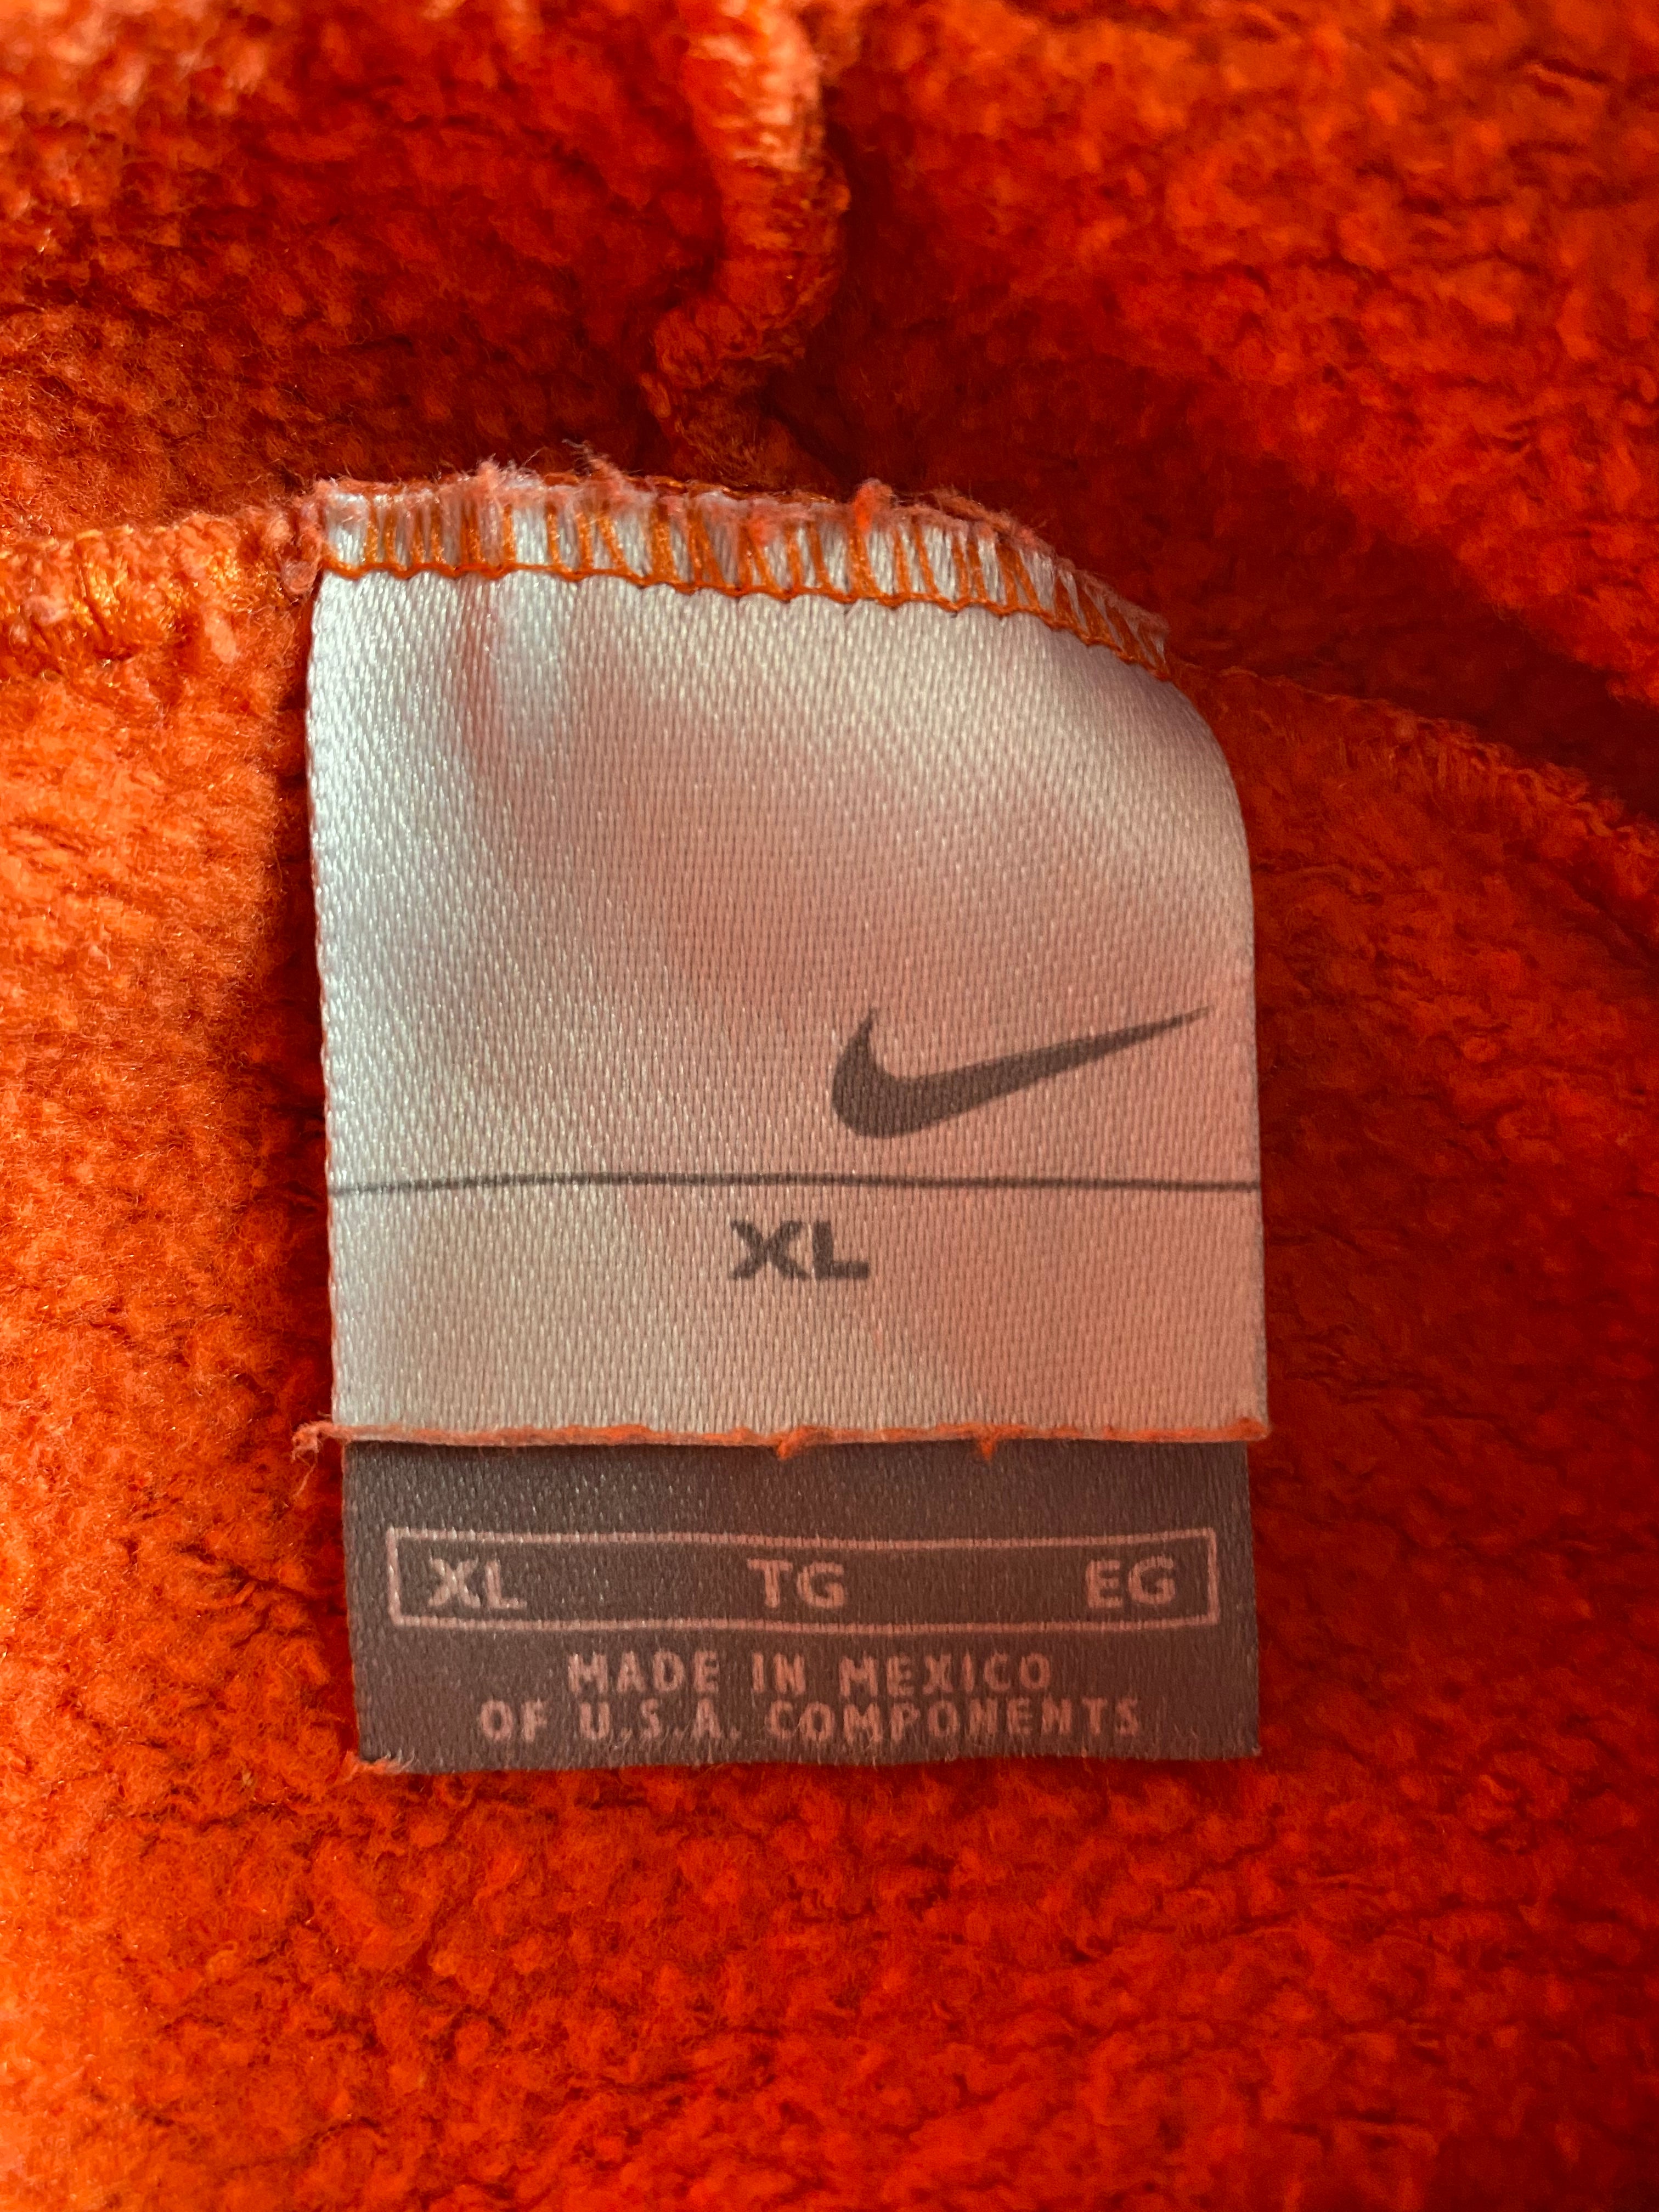 XL
XL TG EG
MADE IN MEXICO
OF U.S.A. COMPONENTS